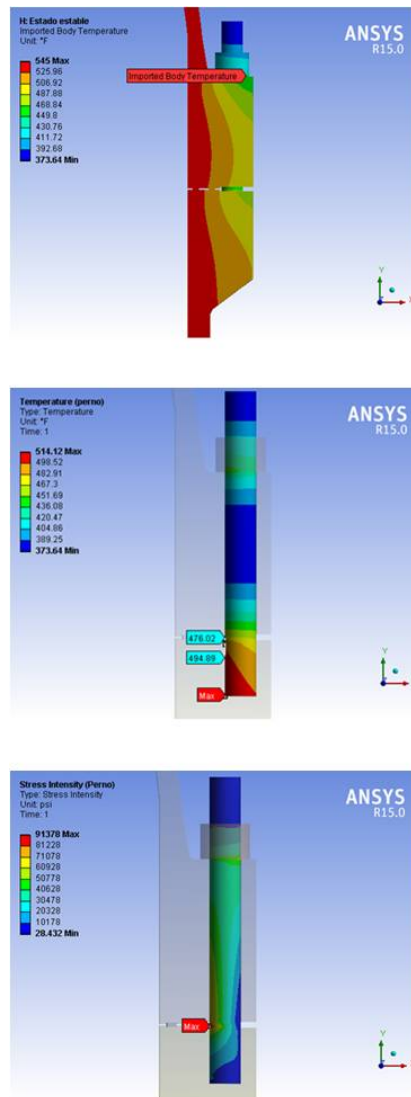 H: Estado estable
Imported Body Temperature
Unit: °F
545 Max
525.96
506.92
487.88
468.84
449.8
430.76
411.72
392.68
373.64 Min
Imported Body Temperature
ANSYS
R15.0
Y
X
Temperature (perno)
Type: Temperature
Unit: °F
Time: 1
514.12 Max
498.52
482.91
467.3
451.69
436.08
420.47
404.86
389.25
373.64 Min
476.02
494.89
Max
ANSYS
R15.0
Y
Stress Intensity (Perno)
Type: Stress Intensity
Unit: psi
Time: 1
91378 Max
81228
71078
60928
50778
40628
30478
20328
10178
28.432 Min
Max
ANSYS
R15.0
Y